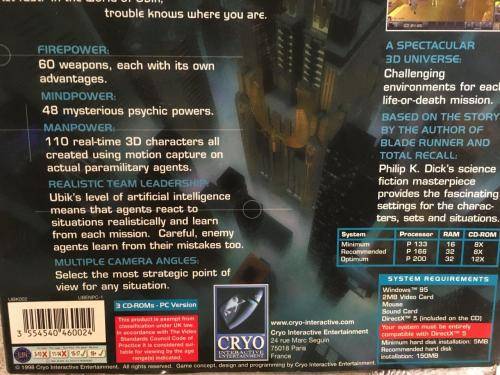 trouble knows where you are.
FIREPOWER:
60 weapons, each with its own
advantages.
MINDPOWER:
48 mysterious psychic powers.
MANPOWER:
110 real-time 3D characters all
created using motion capture on
actual paramilitary agents.
REALISTIC TEAM LEADERSHIP:
Ubik's level of artificial intelligence
means that agents react to
situations realistically and learn
from each mission. Careful, enemy
agents learn from their mistakes too.
MULTIPLE CAMERA ANGLES:
Select the most strategic point of
view for any situation.
A SPECTACULAR
3D UNIVERSE:
Challenging
environments for each
life-or-death mission.
BASED ON THE STORY
BY THE AUTHOR OF
BLADE RUNNER AND
TOTAL RECALL:
Philip K. Dick's science
fiction masterpiece
provides the fascinating
settings for the charac-
ters, sets and situations.
System Processor RAM CD-ROM
Minimum P 133 16 8X
Recommended P 166 32 8X
Optimum P 200 32 12X
SYSTEM REQUIREMENTS
Windows™ 95
2MB Video Card
Mouse
Sound Card
DirectX™ 5 (included on the CD)
Your system must be entirely
compatible with DirectX™ 5
Minimum hard disk installation: 5MB
Recommended hard disk
installation: 150MB
UBK002
UBENPC-1
3 554540 460024
3 CD-ROMs - PC Version
This product is exempt from
classification under UK law.
In accordance with The Video
Standards Council Code of
Practice it is considered suit-
able for viewing by the age
range(s) indicated.
CRYO
INTERACTIVE
ENTERTAINMENT
www.cryo-interactive.com
Cryo Interactive Entertainment
24 rue Marc Seguin
75018 Paris
France
© 1998 Cryo Interactive Entertainment. All rights reserved. Game concept, design and programming by Cryo Interactive Entertainment.